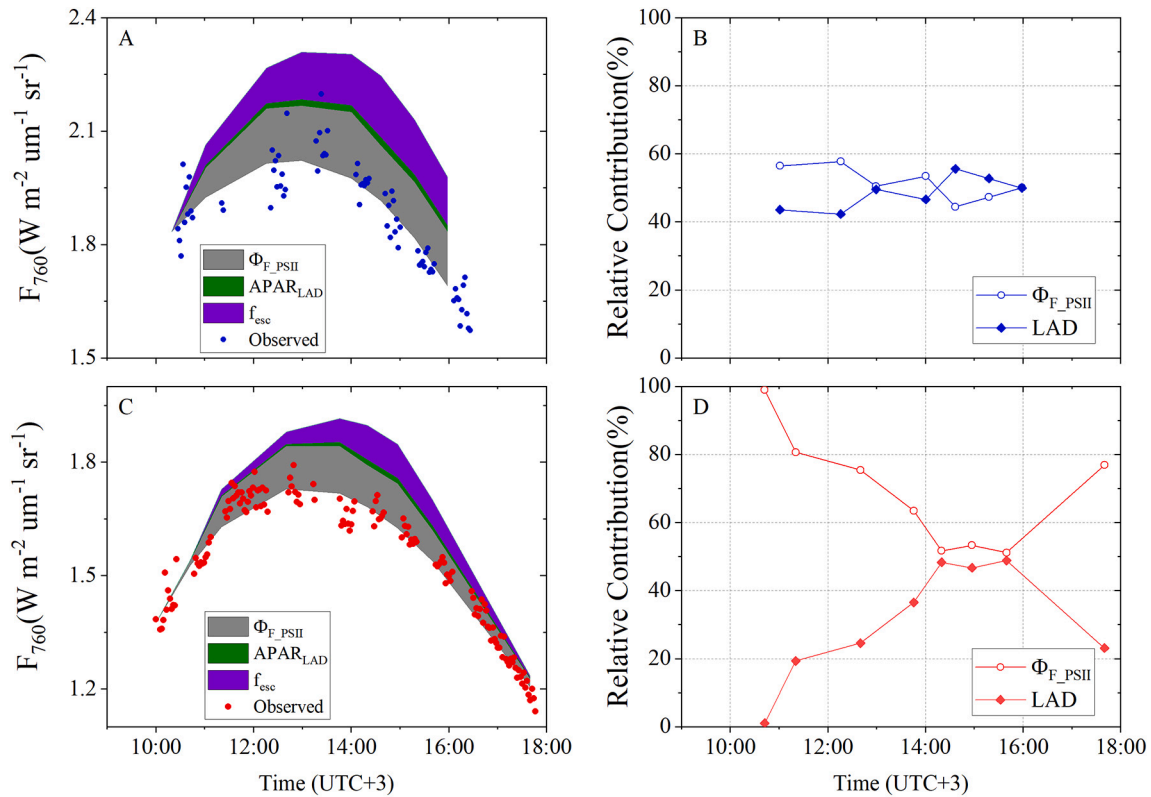 A
F760(W m-2 um-1 sr-1)
2.4
2.1
1.8
1.5
ΦF_PSII
APARLAD
fesc
Observed
B
Relative Contribution(%)
100
80
60
40
20
0
ΦF_PSII
LAD
C
F760(W m-2 um-1 sr-1)
1.8
1.5
1.2
ΦF_PSII
APARLAD
fesc
Observed
10:00 12:00 14:00 16:00 18:00
Time (UTC+3)
D
Relative Contribution(%)
100
80
60
40
20
0
ΦF_PSII
LAD
10:00 12:00 14:00 16:00 18:00
Time (UTC+3)